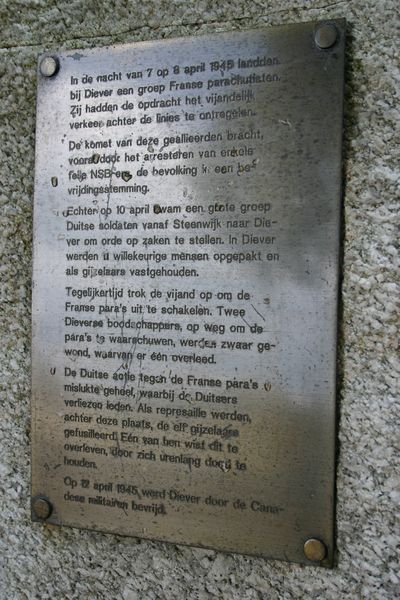 In de nacht van 7 op 8 april 1945 landden
bij Diever een groep Franse parachutisten.
Zij hadden de opdracht het vijandelijk
verkeer achter de linies te ontregelen.
De komst van deze geallieerden bracht,
vooral door het arresteren van enkele
felle NSB-ers, de bevolking in een be-
vrijdingsstemming.
Echter op 10 april kwam een grote groep
Duitse soldaten vanaf Steenwijk naar Die-
ver om orde op zaken te stellen. In Diever
werden 11 willekeurige mensen opgepakt en
als gijzelaars vastgehouden.
Tegelijkertijd trok de vijand op om de
Franse para's uit te schakelen. Twee
Dieverse boodschappers, op weg om de
para's te waarschuwen, werden zwaar ge-
wond, waarvan er één overleed.
De Duitse actie tegen de Franse para's
mislukte geheel, waarbij de Duitsers
verliezen leden. Als represaille werden,
achter deze plaats, de elf gijzelaars
gefusilleerd. Eén van hen wist dit te
overleven, door zich urenlang dood te
houden.
Op 12 april 1945 werd Diever door de Cana-
dese militairen bevrijd.